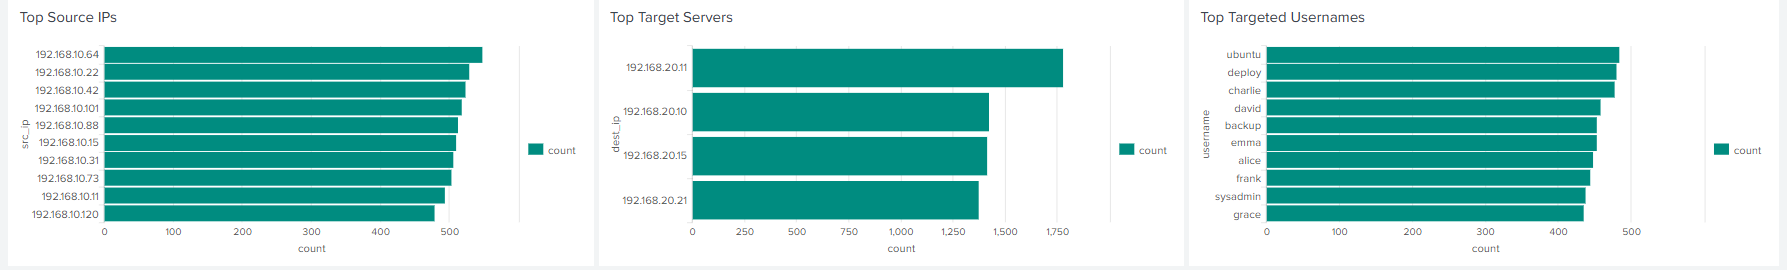 Top Source IPs
src_ip
192.168.10.64
192.168.10.22
192.168.10.42
192.168.10.101
192.168.10.88
192.168.10.15
192.168.10.31
192.168.10.73
192.168.10.11
192.168.10.120
0 100 200 300 400 500
count
count
Top Target Servers
dest_ip
192.168.20.11
192.168.20.10
192.168.20.15
192.168.20.21
0 250 500 750 1,000 1,250 1,500 1,750
count
count
Top Targeted Usernames
username
ubuntu
deploy
charlie
david
backup
emma
alice
frank
sysadmin
grace
0 100 200 300 400 500
count
count